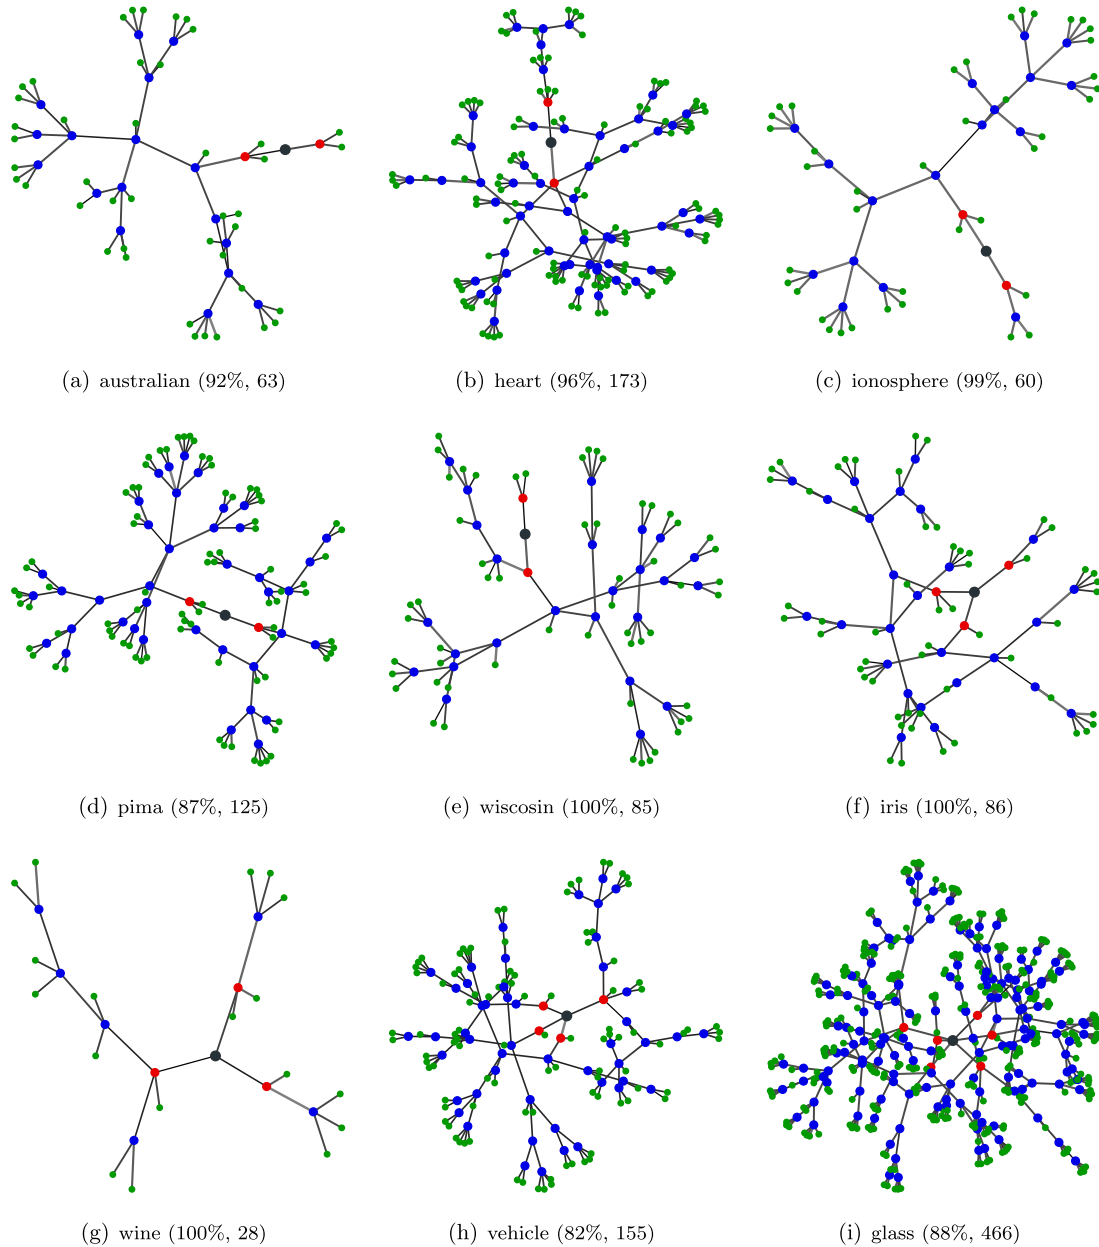 (a) australian (92%, 63)
(b) heart (96%, 173)
(c) ionosphere (99%, 60)
(d) pima (87%, 125)
(e) wiscosin (100%, 85)
(f) iris (100%, 86)
(g) wine (100%, 28)
(h) vehicle (82%, 155)
(i) glass (88%, 466)